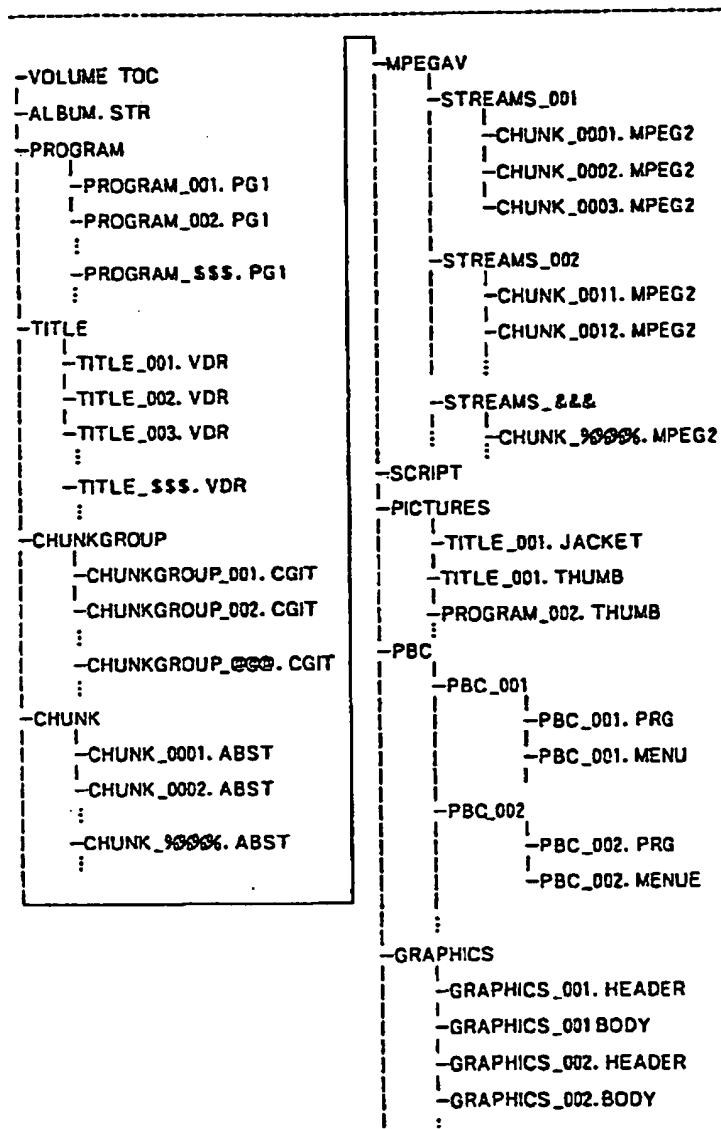 -VOLUME TOC
-ALBUM. STR
-PROGRAM
-PROGRAM_001. PG1
-PROGRAM_002. PG1
-PROGRAM_$$$. PG1
-TITLE
-TITLE_001. VDR
-TITLE_002. VDR
-TITLE_003. VDR
-TITLE_$$$. VDR
-CHUNKGROUP
-CHUNKGROUP_001. CGIT
-CHUNKGROUP_002. CGIT
-CHUNKGROUP_@@@. CGIT
-CHUNK
-CHUNK_0001. ABST
-CHUNK_0002. ABST
-CHUNK_%%%%. ABST
-MPEGAV
-STREAMS_001
-CHUNK_0001. MPEG2
-CHUNK_0002. MPEG2
-CHUNK_0003. MPEG2
-STREAMS_002
-CHUNK_0011. MPEG2
-CHUNK_0012. MPEG2
-STREAMS_&&&
-CHUNK_%%%%. MPEG2
-SCRIPT
-PICTURES
-TITLE_001. JACKET
-TITLE_001. THUMB
-PROGRAM_002. THUMB
-PBC
-PBC_001
-PBC_001. PRG
-PBC_001. MENU
-PBC_002
-PBC_002. PRG
-PBC_002. MENUE
-GRAPHICS
-GRAPHICS_001. HEADER
-GRAPHICS_001 BODY
-GRAPHICS_002. HEADER
-GRAPHICS_002.BODY